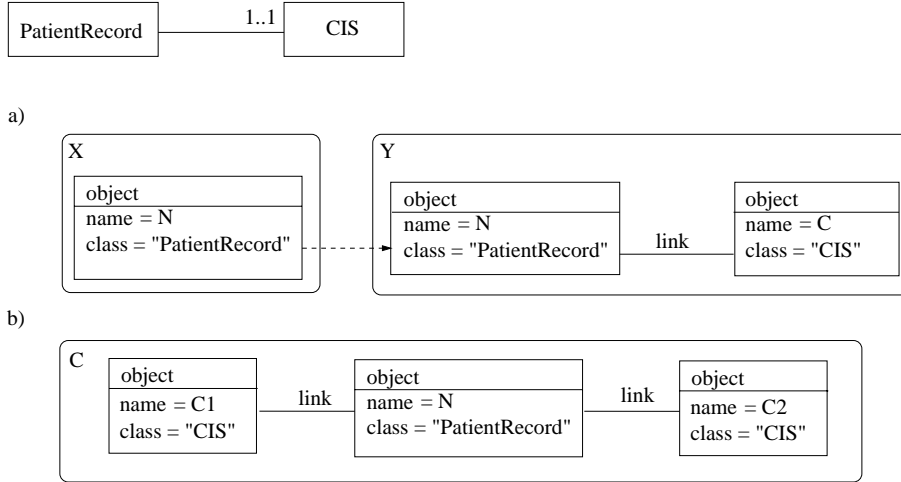 PatientRecord 1..1 CIS
a)
X
object
name = N
class = "PatientRecord"
Y
object
name = N
class = "PatientRecord"
link
object
name = C
class = "CIS"
b)
C
object
name = C1
class = "CIS"
link
object
name = N
class = "PatientRecord"
link
object
name = C2
class = "CIS"